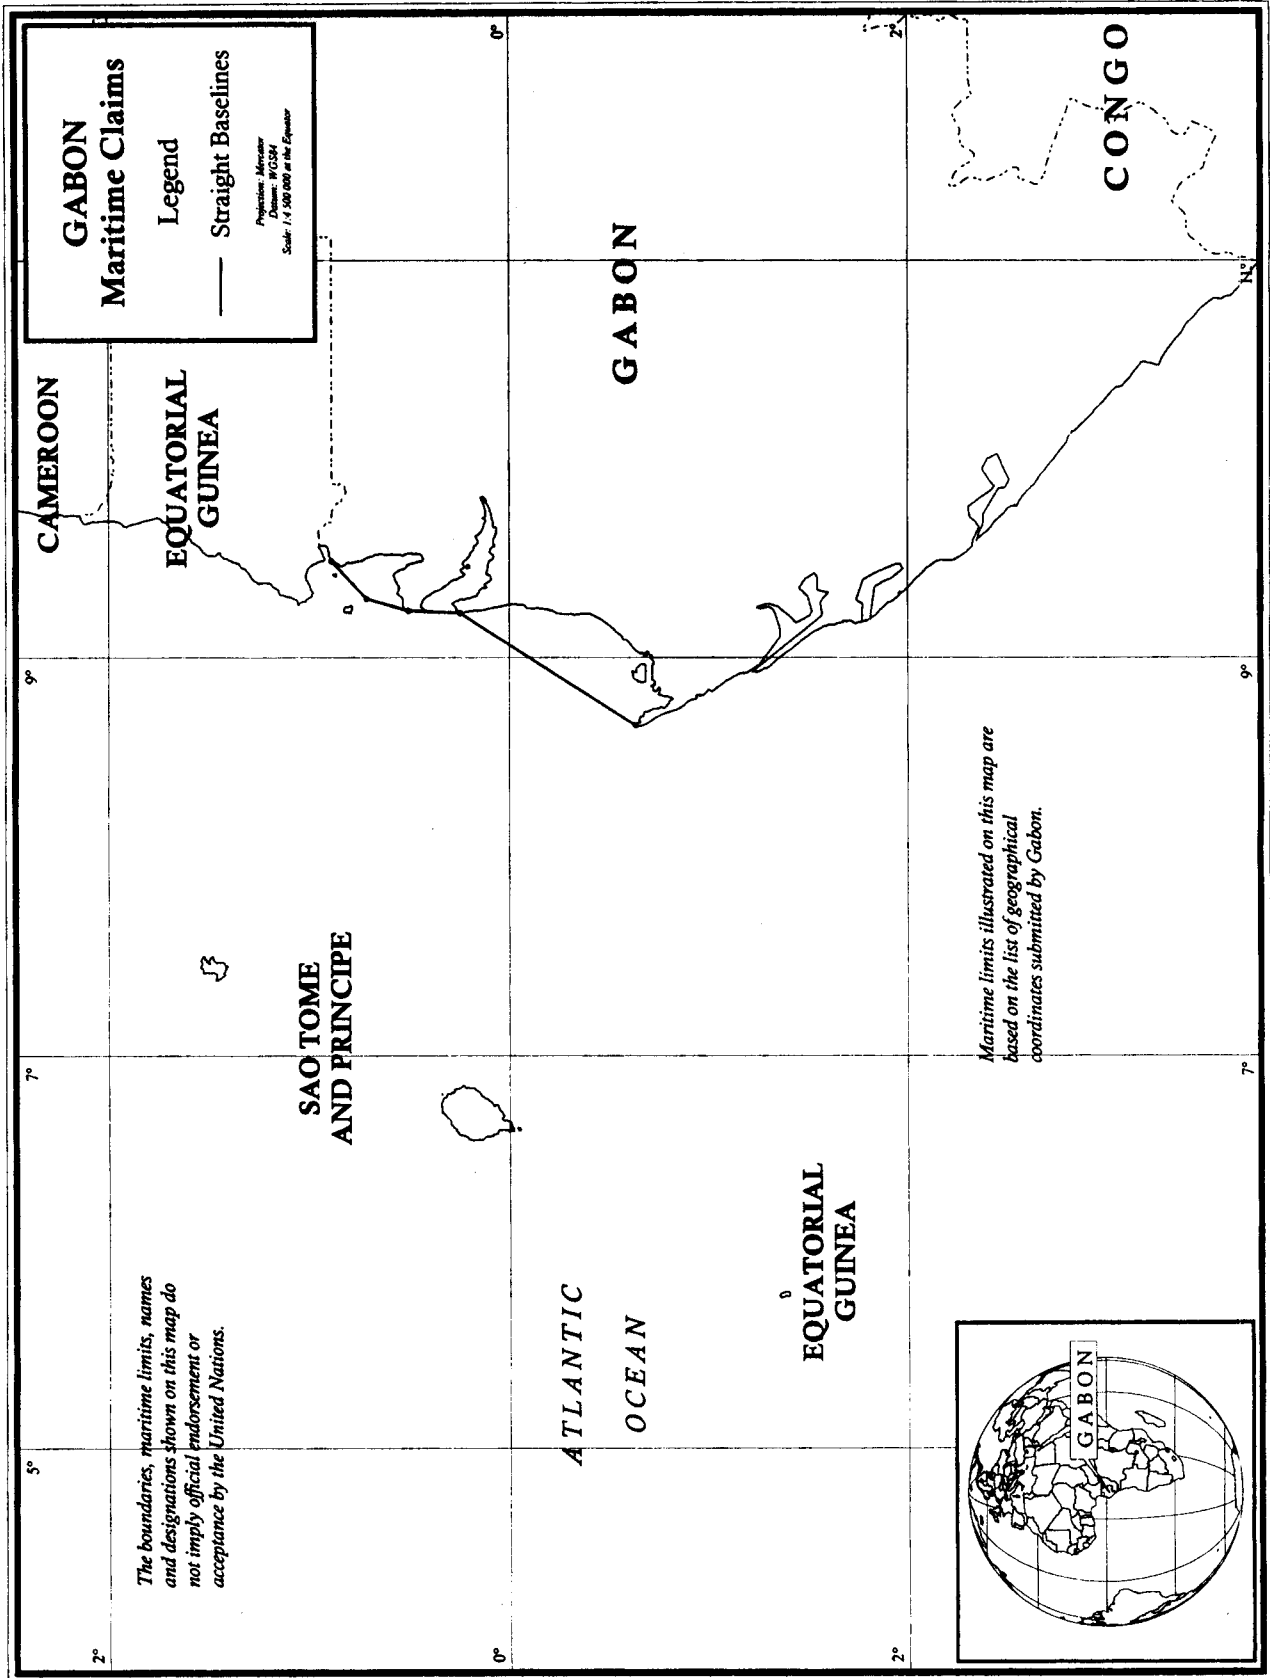 GABON
Maritime Claims
Legend
Straight Baselines
Projection: Mercator
Datum: WGS84
Scale: 1:4 500 000 at the Equator
CAMEROON
EQUATORIAL
GUINEA
GABON
CONGO
SAO TOME
AND PRINCIPE
ATLANTIC
OCEAN
EQUATORIAL
GUINEA
The boundaries, maritime limits, names
and designations shown on this map do
not imply official endorsement or
acceptance by the United Nations.
Maritime limits illustrated on this map are
based on the list of geographical
coordinates submitted by Gabon.
GABON
5°
7°
9°
7°
9°
2°
0°
2°
0°
2°